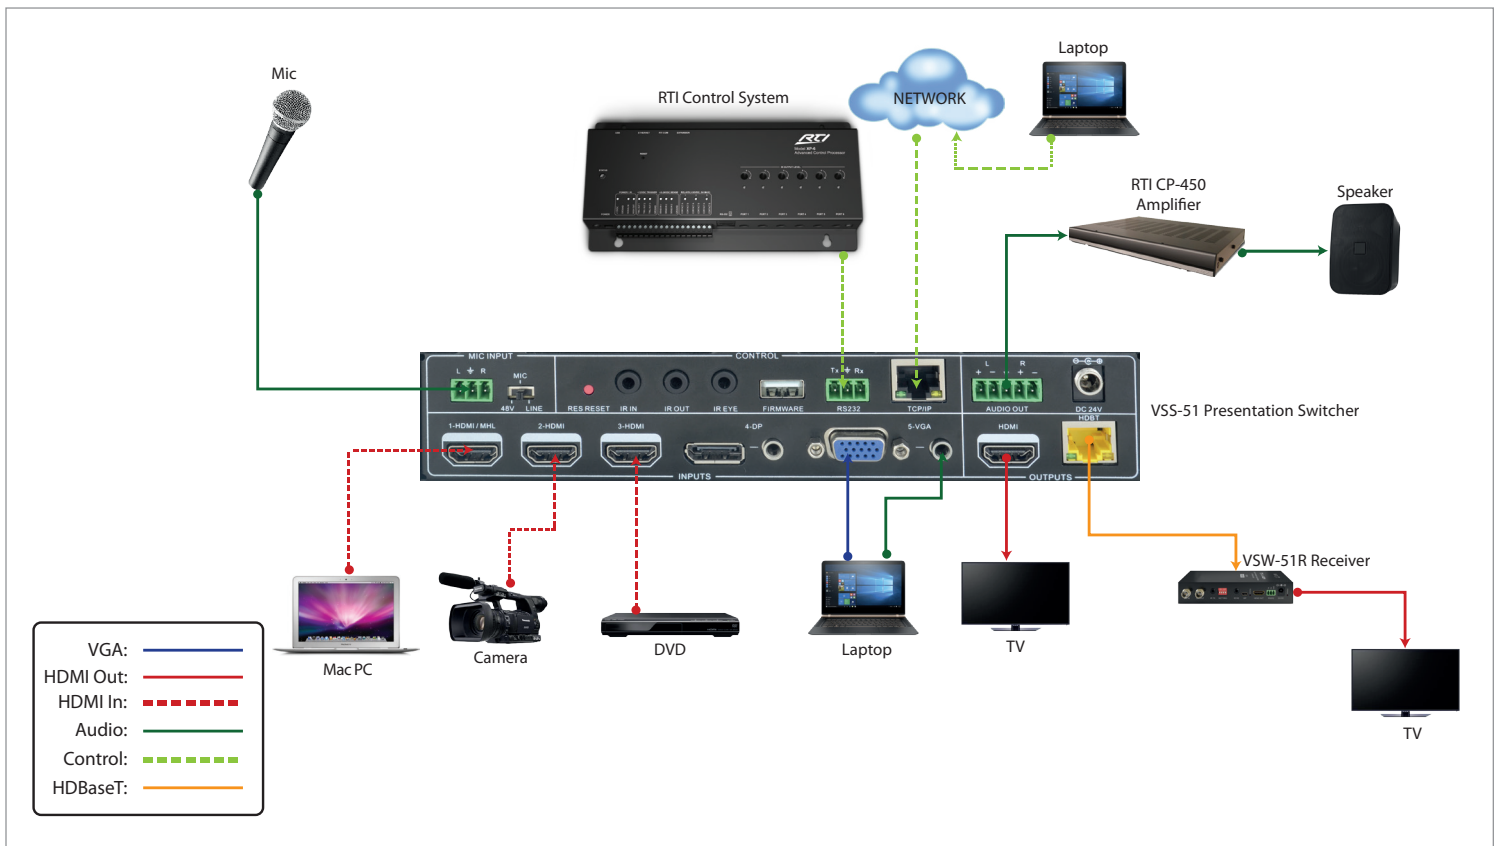 Mic
RTI Control System
NETWORK
Laptop
RTI
RTI CP-450
Amplifier
Speaker
MIC INPUT
CONTROL
L R
MIC
48V LINE
RES RESET
IR IN
IR OUT
IR EYE
FIRMWARE
Tx Rx
RS232
TCP/IP
L R
+ − + −
AUDIO OUT
DC 24V
VSS-51 Presentation Switcher
1-HDMI / MHL
2-HDMI
3-HDMI
4-DP
5-VGA
HDMI
HDBT
INPUTS
OUTPUTS
VSW-51R Receiver
Mac PC
Camera
DVD
Laptop
TV
TV
VGA:
HDMI Out:
HDMI In:
Audio:
Control:
HDBaseT: